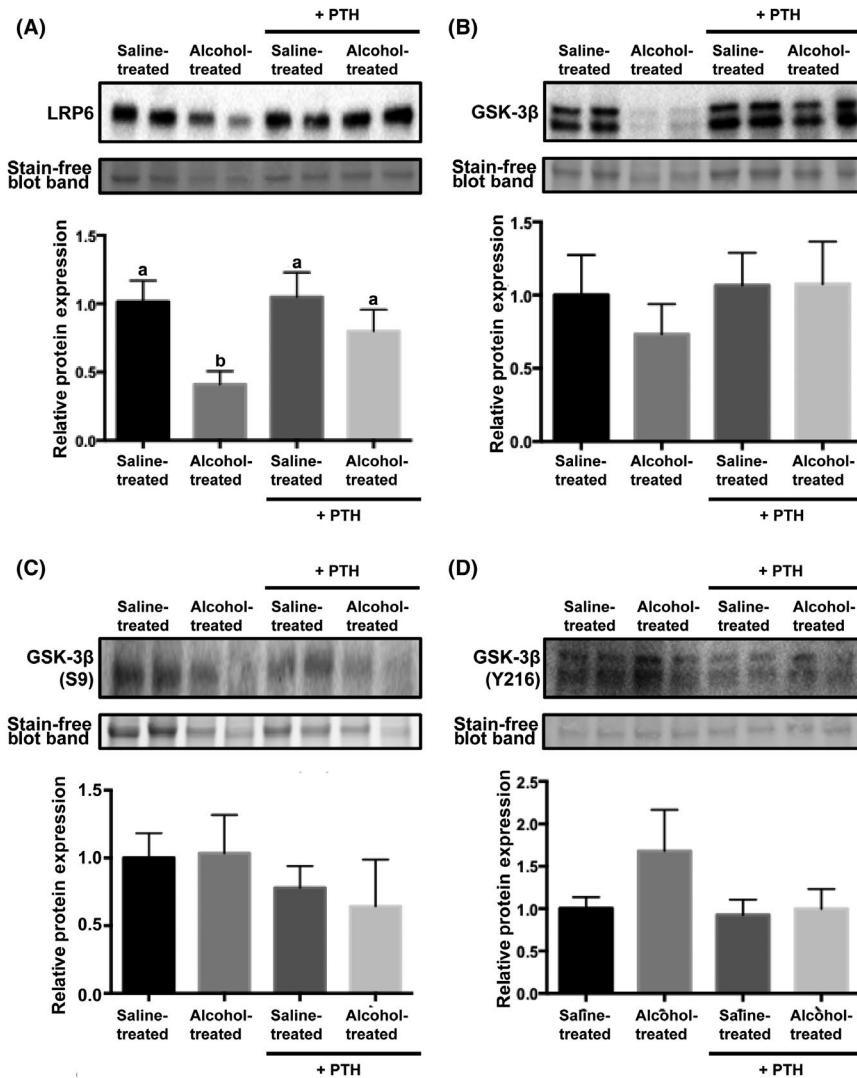 (A)
+ PTH
Saline-
treated
Alcohol-
treated
Saline-
treated
Alcohol-
treated
LRP6
Stain-free
blot band
Relative protein expression
1.5
1.0
0.5
0.0
a
b
a
a
Saline-
treated
Alcohol-
treated
Saline-
treated
Alcohol-
treated
+ PTH
(B)
+ PTH
Saline-
treated
Alcohol-
treated
Saline-
treated
Alcohol-
treated
GSK-3β
Stain-free
blot band
Relative protein expression
1.5
1.0
0.5
0.0
Saline-
treated
Alcohol-
treated
Saline-
treated
Alcohol-
treated
+ PTH
(C)
+ PTH
Saline-
treated
Alcohol-
treated
Saline-
treated
Alcohol-
treated
GSK-3β
(S9)
Stain-free
blot band
Relative protein expression
1.5
1.0
0.5
0.0
Saline-
treated
Alcohol-
treated
Saline-
treated
Alcohol-
treated
+ PTH
(D)
+ PTH
Saline-
treated
Alcohol-
treated
Saline-
treated
Alcohol-
treated
GSK-3β
(Y216)
Stain-free
blot band
Relative protein expression
2.5
2.0
1.5
1.0
0.5
0.0
Saline-
treated
Alcohol-
treated
Saline-
treated
Alcohol-
treated
+ PTH